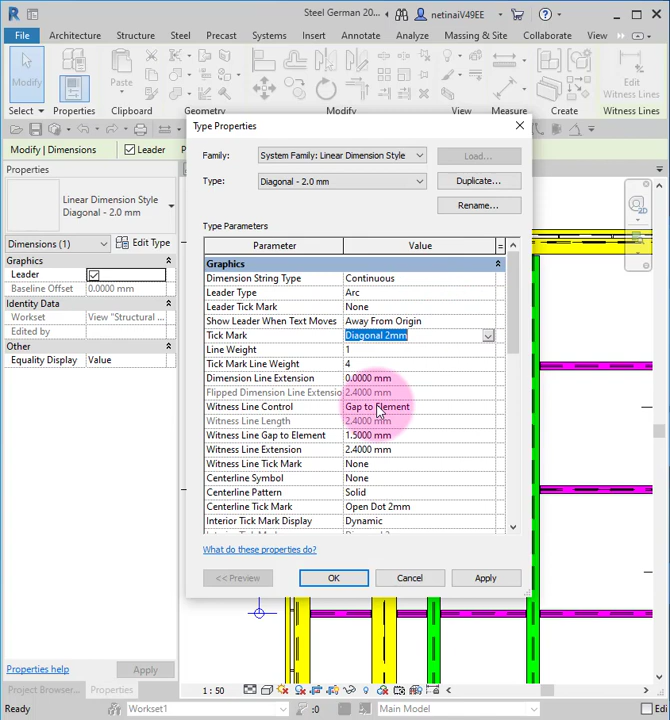 Steel German 20...
netinaiV49EE
File Architecture Structure Steel Precast Systems Insert Annotate Analyze Massing & Site Collaborate View
Modify
Properties
Paste
Edit
Witness Lines
Select Properties Clipboard Modify View Measure Create Witness Lines
Modify | Dimensions Leader
Type Properties
Properties
Linear Dimension Style
Diagonal - 2.0 mm
Dimensions (1) Edit Type
Graphics
Leader
Baseline Offset 0.0000 mm
Identity Data
Workset View "Structural ...
Edited by
Other
Equality Display Value
Properties help Apply
Project Browser... Properties
Family: System Family: Linear Dimension Style Load...
Type: Diagonal - 2.0 mm Duplicate...
Rename...
Type Parameters
Parameter Value =
Graphics
Dimension String Type Continuous
Leader Type Arc
Leader Tick Mark None
Show Leader When Text Moves Away From Origin
Tick Mark Diagonal 2mm
Line Weight 1
Tick Mark Line Weight 4
Dimension Line Extension 0.0000 mm
Flipped Dimension Line Extensio 2.4000 mm
Witness Line Control Gap to Element
Witness Line Length 2.4000 mm
Witness Line Gap to Element 1.5000 mm
Witness Line Extension 2.4000 mm
Witness Line Tick Mark None
Centerline Symbol None
Centerline Pattern Solid
Centerline Tick Mark Open Dot 2mm
Interior Tick Mark Display Dynamic
What do these properties do?
<< Preview OK Cancel Apply
2D
1 : 50
Ready Workset1 :0 Main Model Edi